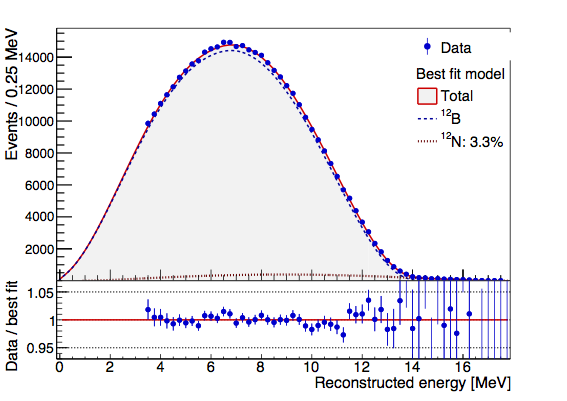 Events / 0.25 MeV
14000
12000
10000
8000
6000
4000
2000
Data
Best fit model
Total
¹²B
¹²N: 3.3%
Data / best fit
1.05
1
0.95
0 2 4 6 8 10 12 14 16
Reconstructed energy [MeV]